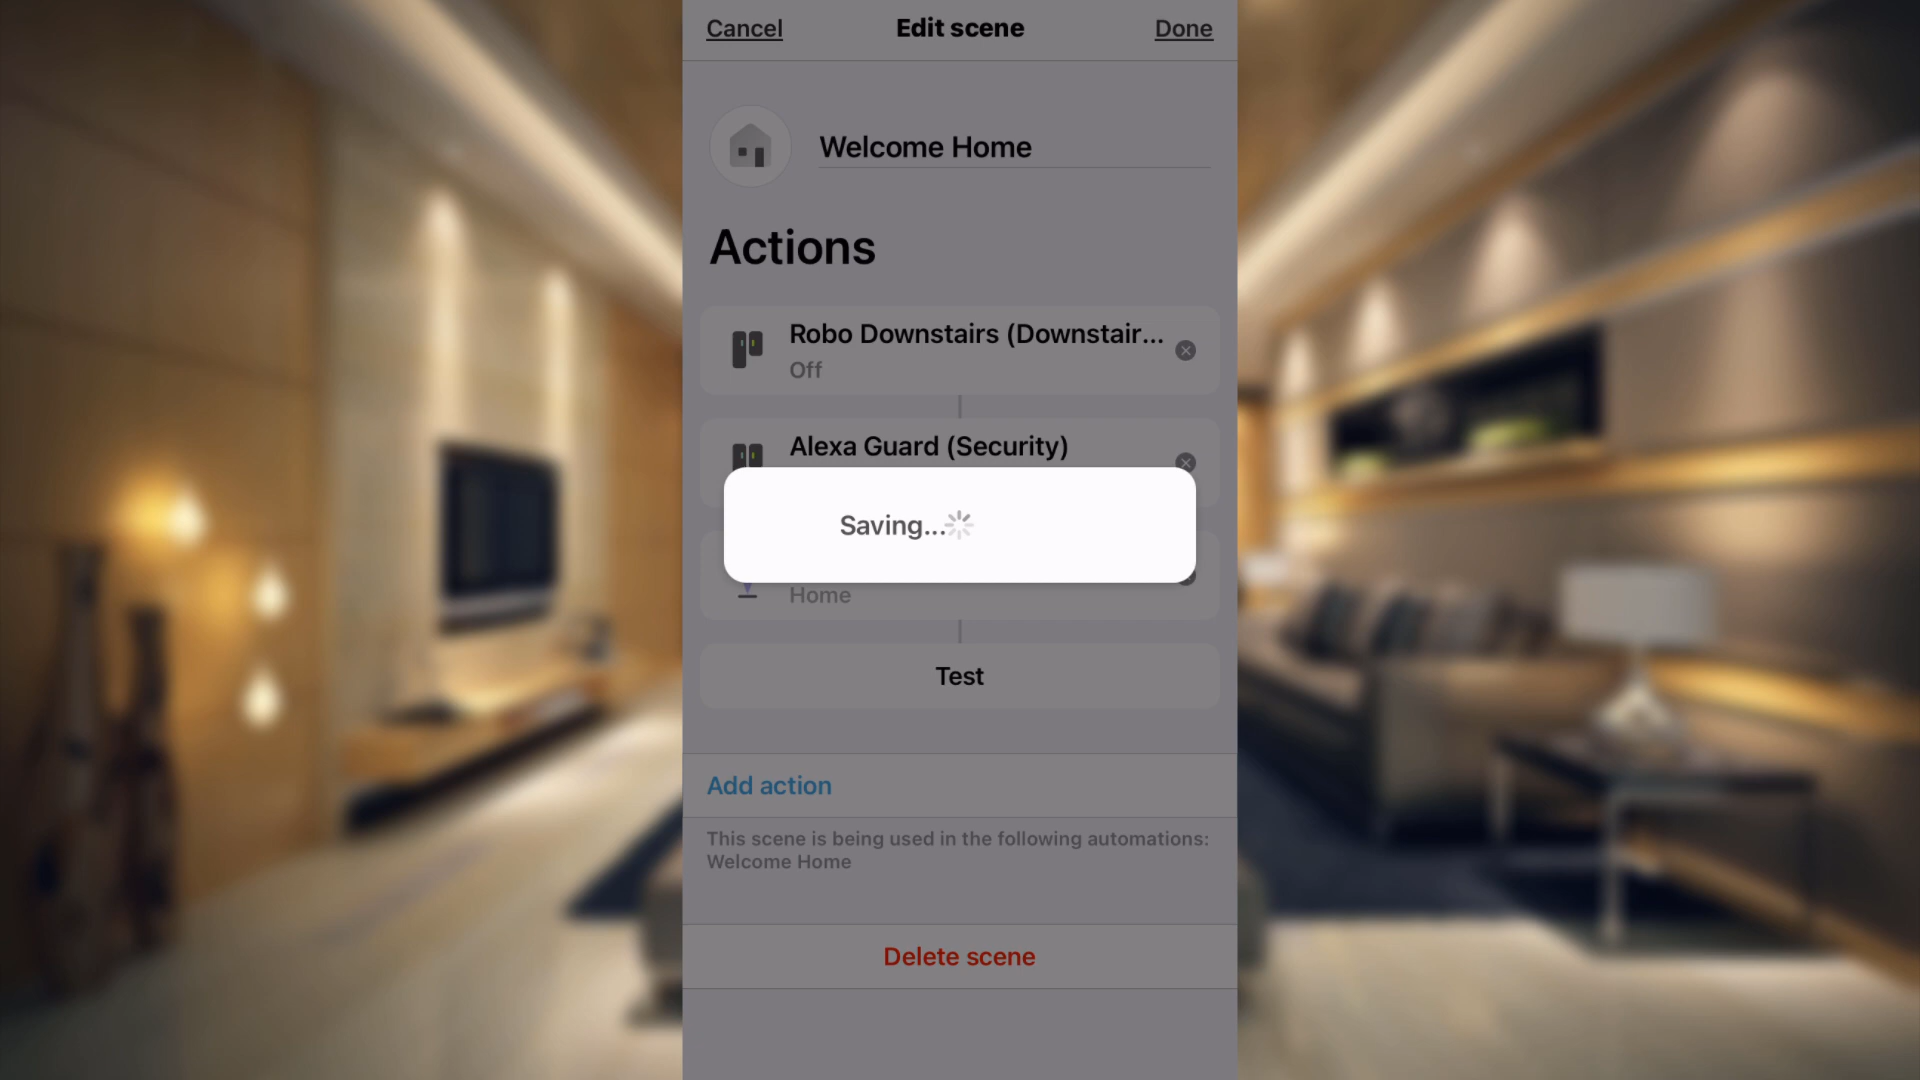 Cancel
Edit scene
Done
Welcome Home
Actions
Robo Downstairs (Downstair...
Off
Alexa Guard (Security)
Saving...
Home
Test
Add action
This scene is being used in the following automations:
Welcome Home
Delete scene